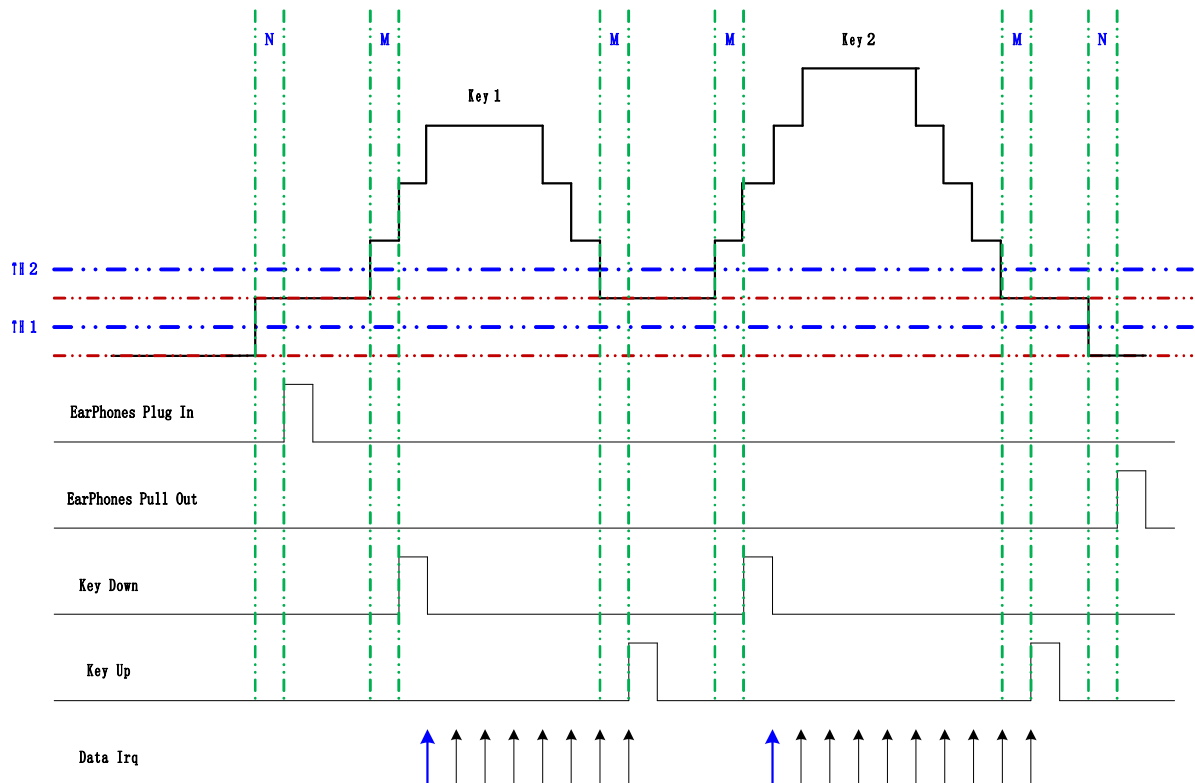 N M M M M N
Key 2
Key 1
TH 2
TH 1
EarPhones Plug In
EarPhones Pull Out
Key Down
Key Up
Data Irq